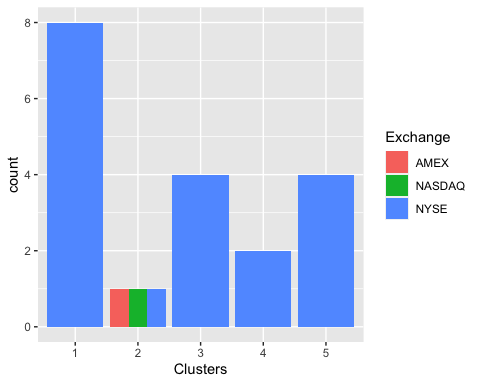 8
6
4
2
0
count
1 2 3 4 5
Clusters
Exchange
AMEX
NASDAQ
NYSE